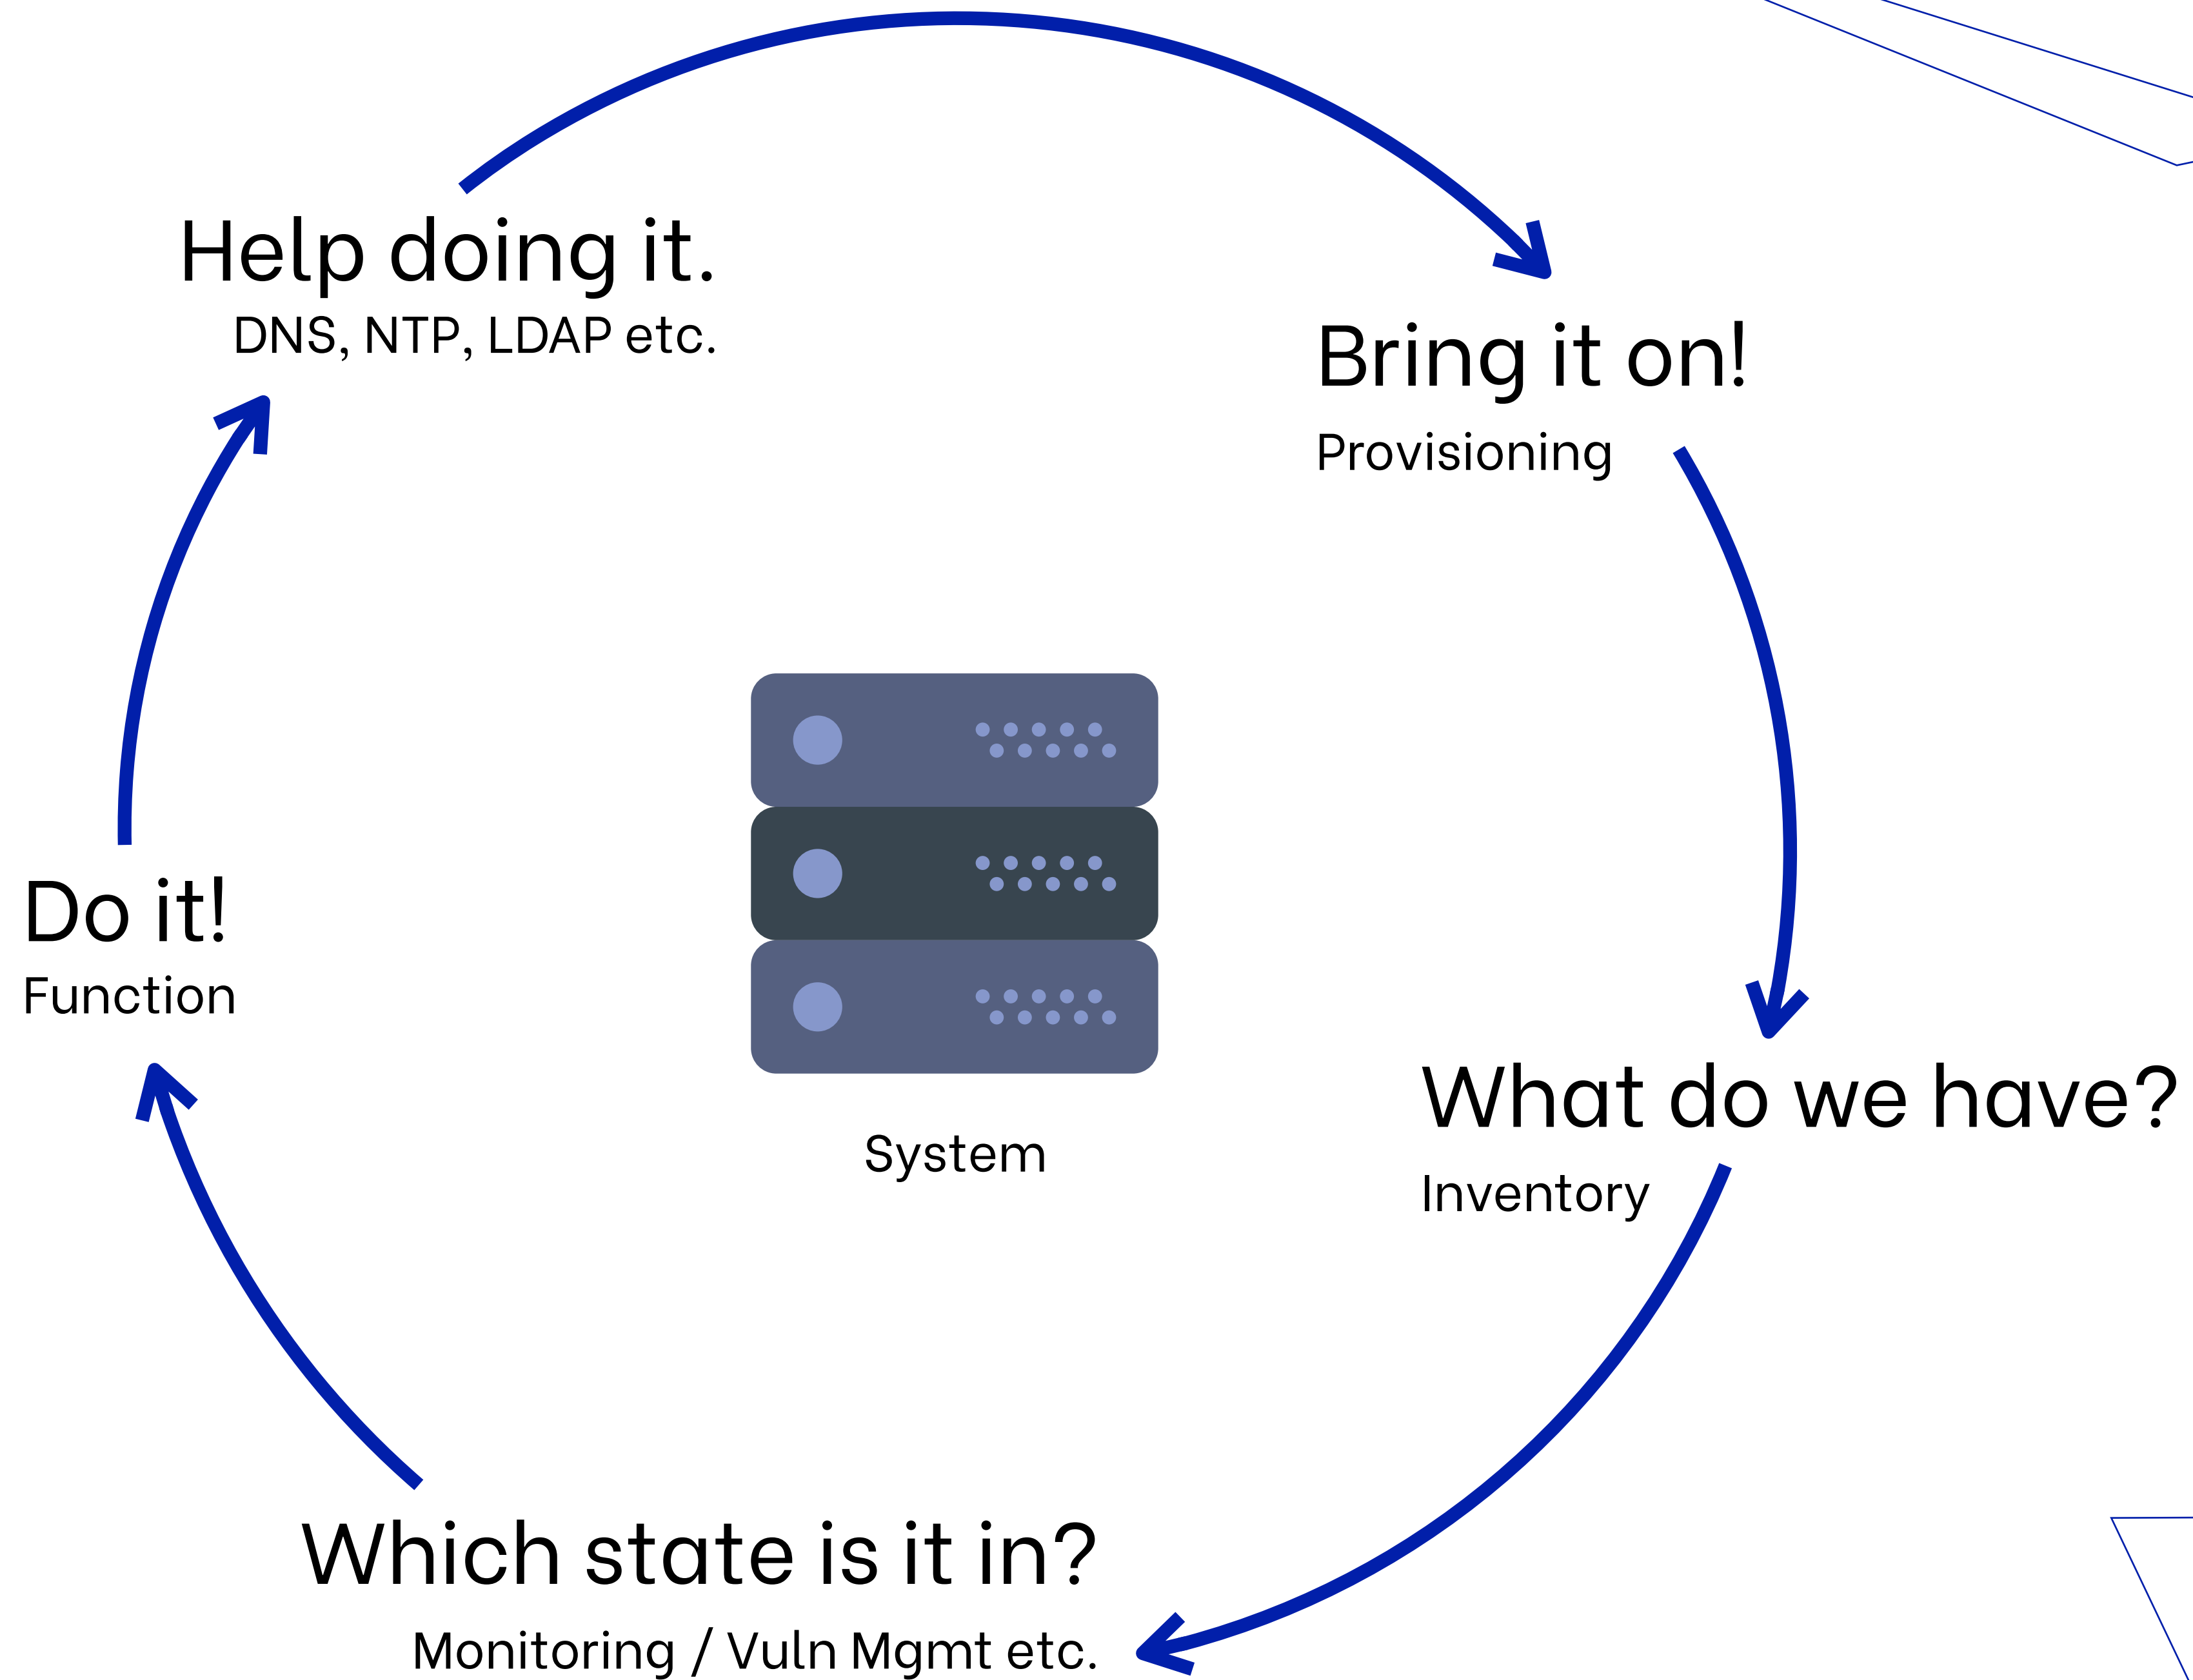 Help doing it.
DNS, NTP, LDAP etc.
Bring it on!
Provisioning
Do it!
Function
System
What do we have?
Inventory
Which state is it in?
Monitoring / Vuln Mgmt etc.